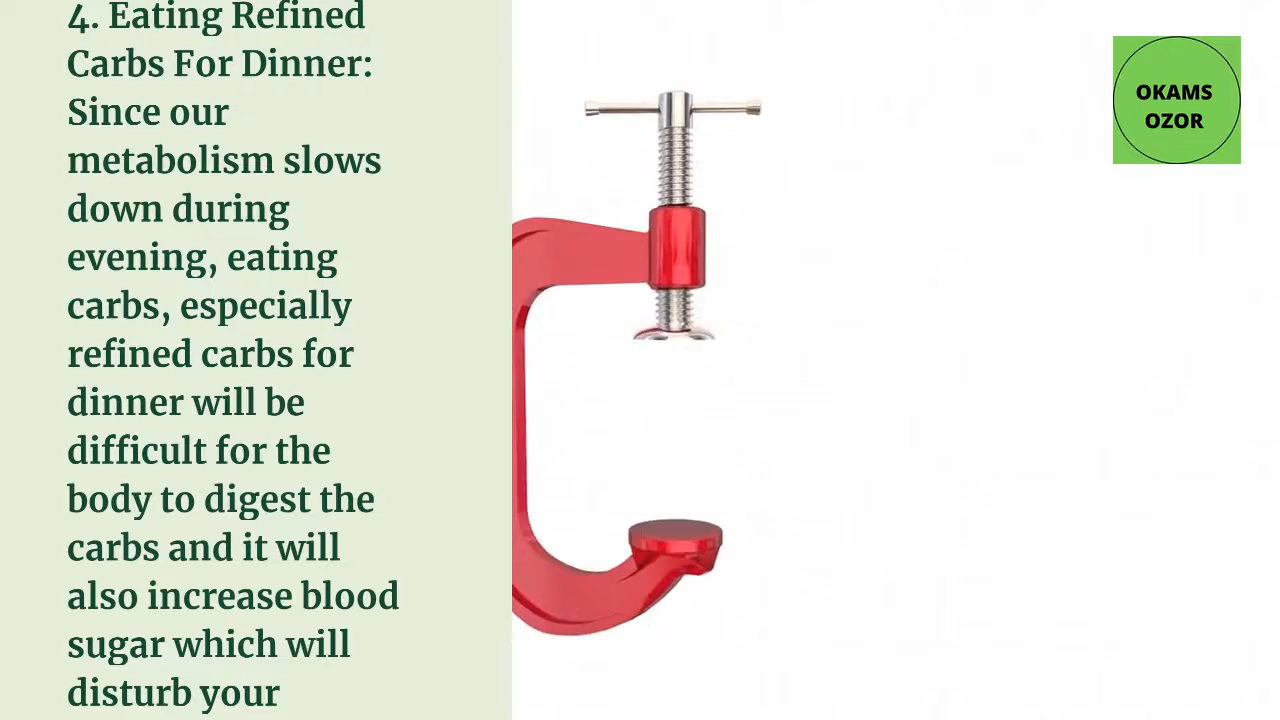 4. Eating Refined
Carbs For Dinner:
Since our
metabolism slows
down during
evening, eating
carbs, especially
refined carbs for
dinner will be
difficult for the
body to digest the
carbs and it will
also increase blood
sugar which will
disturb your
OKAMS
OZOR